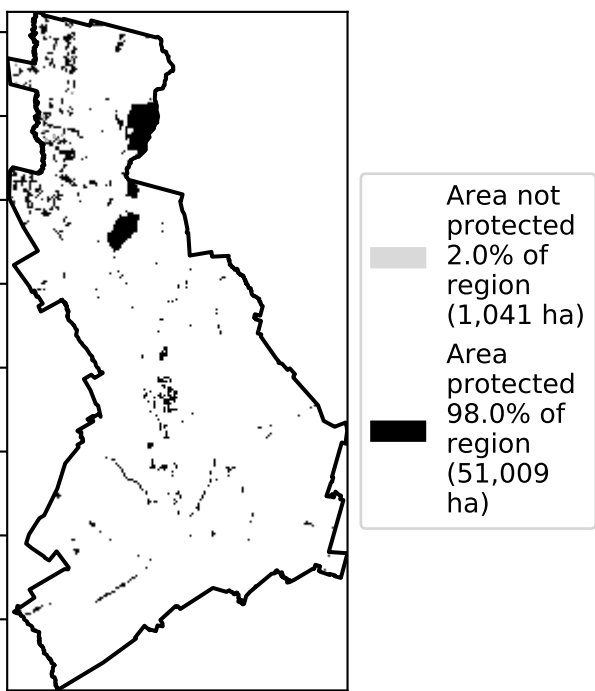 Area not
protected
2.0% of
region
(1,041 ha)
Area
protected
98.0% of
region
(51,009
ha)